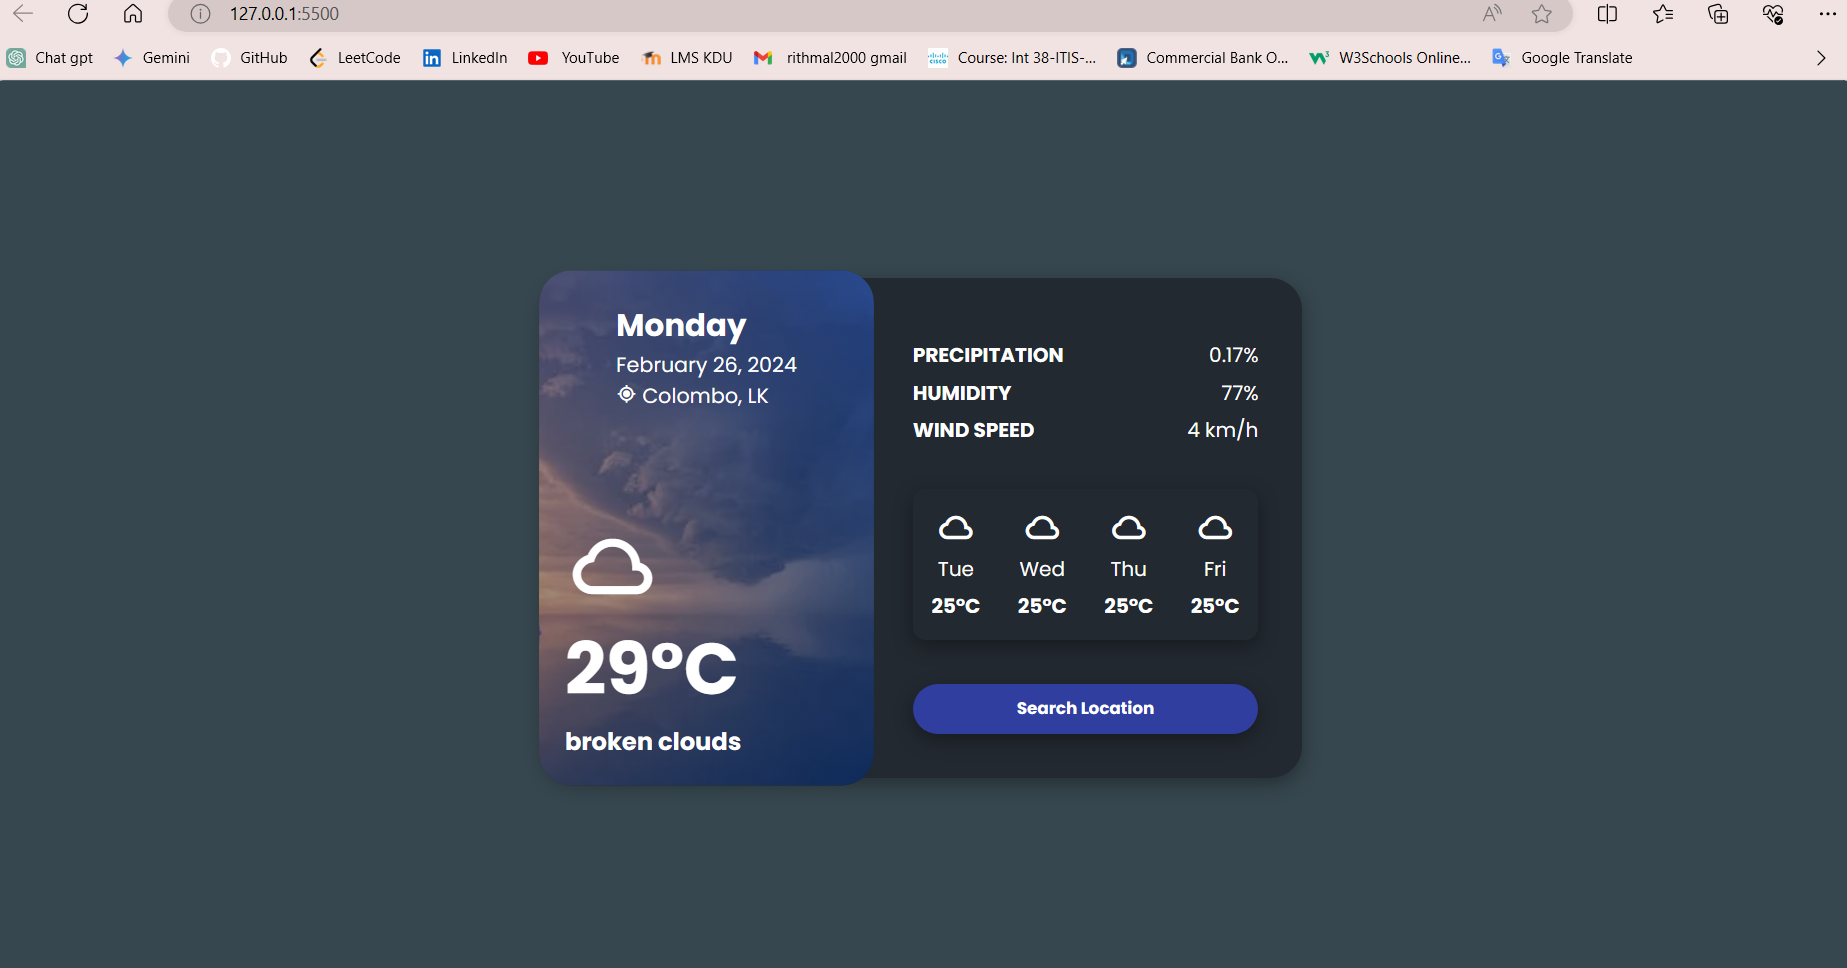 127.0.0.1:5500
Chat gpt Gemini GitHub LeetCode LinkedIn YouTube LMS KDU rithmal2000 gmail Course: Int 38-ITIS-... Commercial Bank O... W3Schools Online... Google Translate
Monday
February 26, 2024
Colombo, LK
29°C
broken clouds
PRECIPITATION 0.17%
HUMIDITY 77%
WIND SPEED 4 km/h
Tue Wed Thu Fri
25°C 25°C 25°C 25°C
Search Location